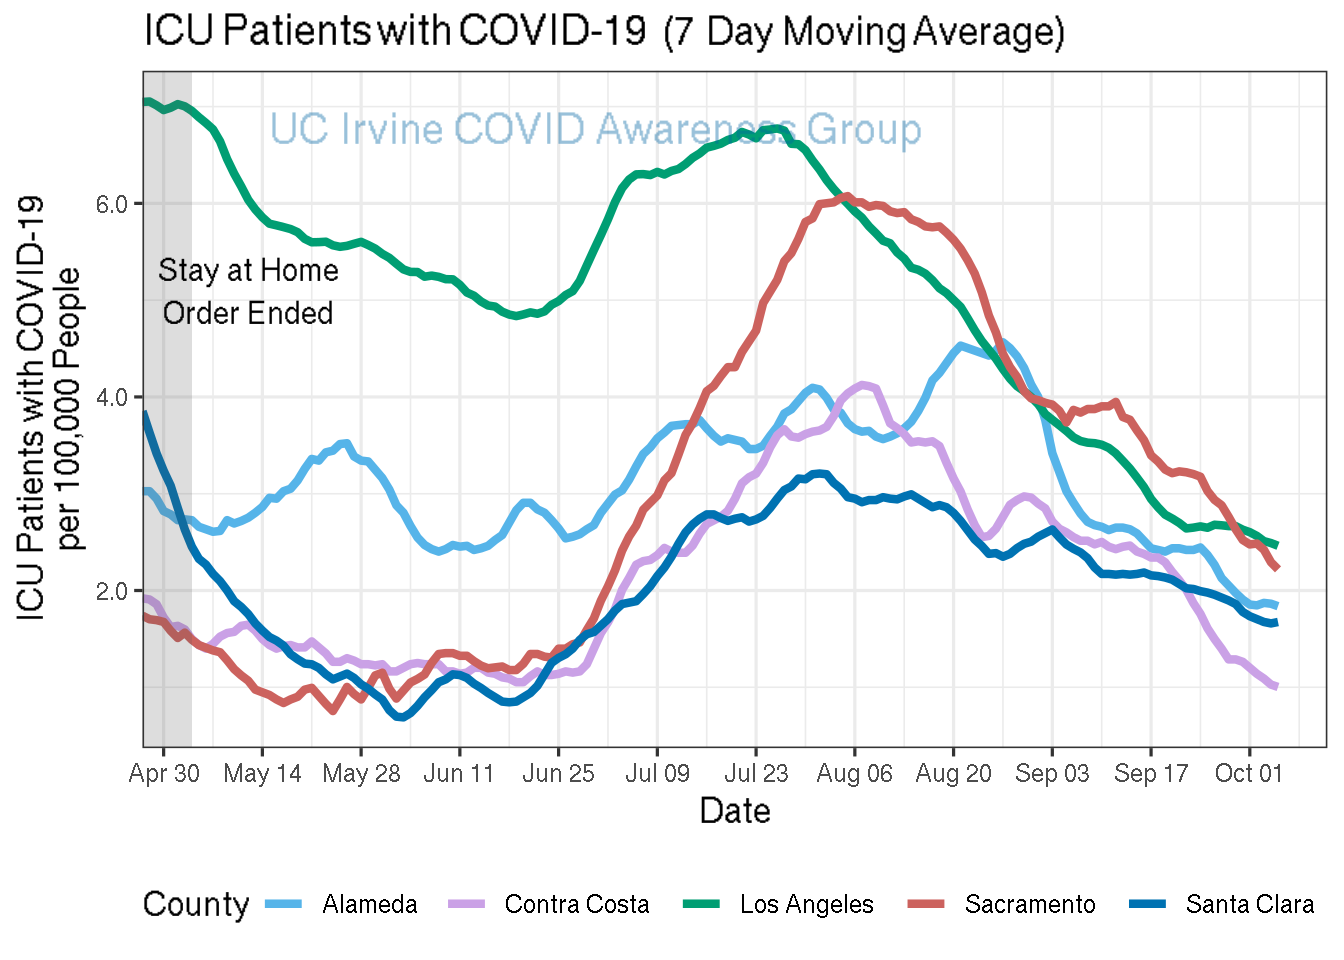 ICU Patients with COVID-19 (7 Day Moving Average)
UC Irvine COVID Awareness Group
ICU Patients with COVID-19
per 100,000 People
6.0
4.0
2.0
Stay at Home
Order Ended
Apr 30 May 14 May 28 Jun 11 Jun 25 Jul 09 Jul 23 Aug 06 Aug 20 Sep 03 Sep 17 Oct 01
Date
County Alameda Contra Costa Los Angeles Sacramento Santa Clara